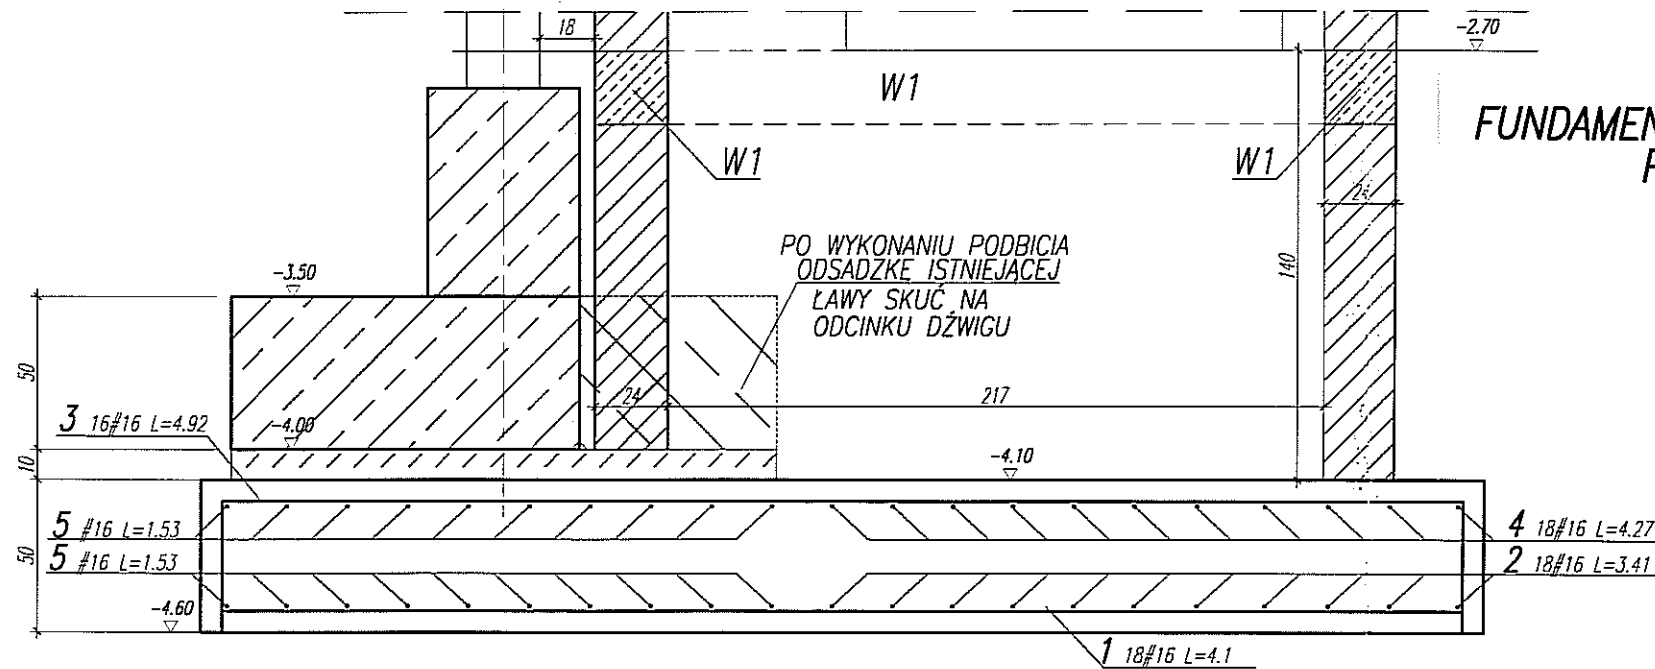 18
-2.70
W1
FUNDAMEN
W1
W1
24
PO WYKONANIU PODBICIA
ODSADZKĘ ISTNIEJĄCEJ
ŁAWY SKUĆ NA
ODCINKU DŹWIGU
140
-3.50
50
24
217
3 16#16 L=4.92
-4.00
10
-4.10
5 #16 L=1.53
4 18#16 L=4.27
5 #16 L=1.53
2 18#16 L=3.41
50
-4.60
1 18#16 L=4.1